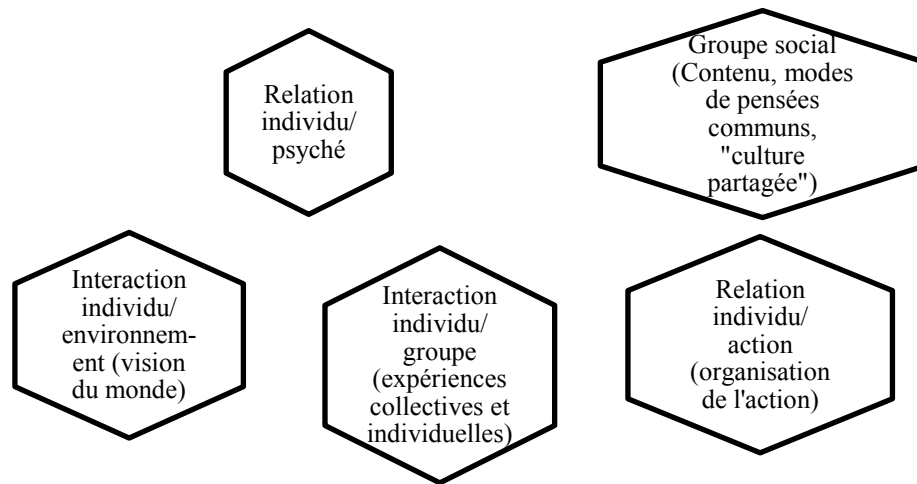 Relation
individu/
psyché
Groupe social
(Contenu, modes
de pensées
communs,
"culture
partagée")
Interaction
individu/
environnem-
ent (vision
du monde)
Interaction
individu/
groupe
(expériences
collectives et
individuelles)
Relation
individu/
action
(organisation
de l'action)